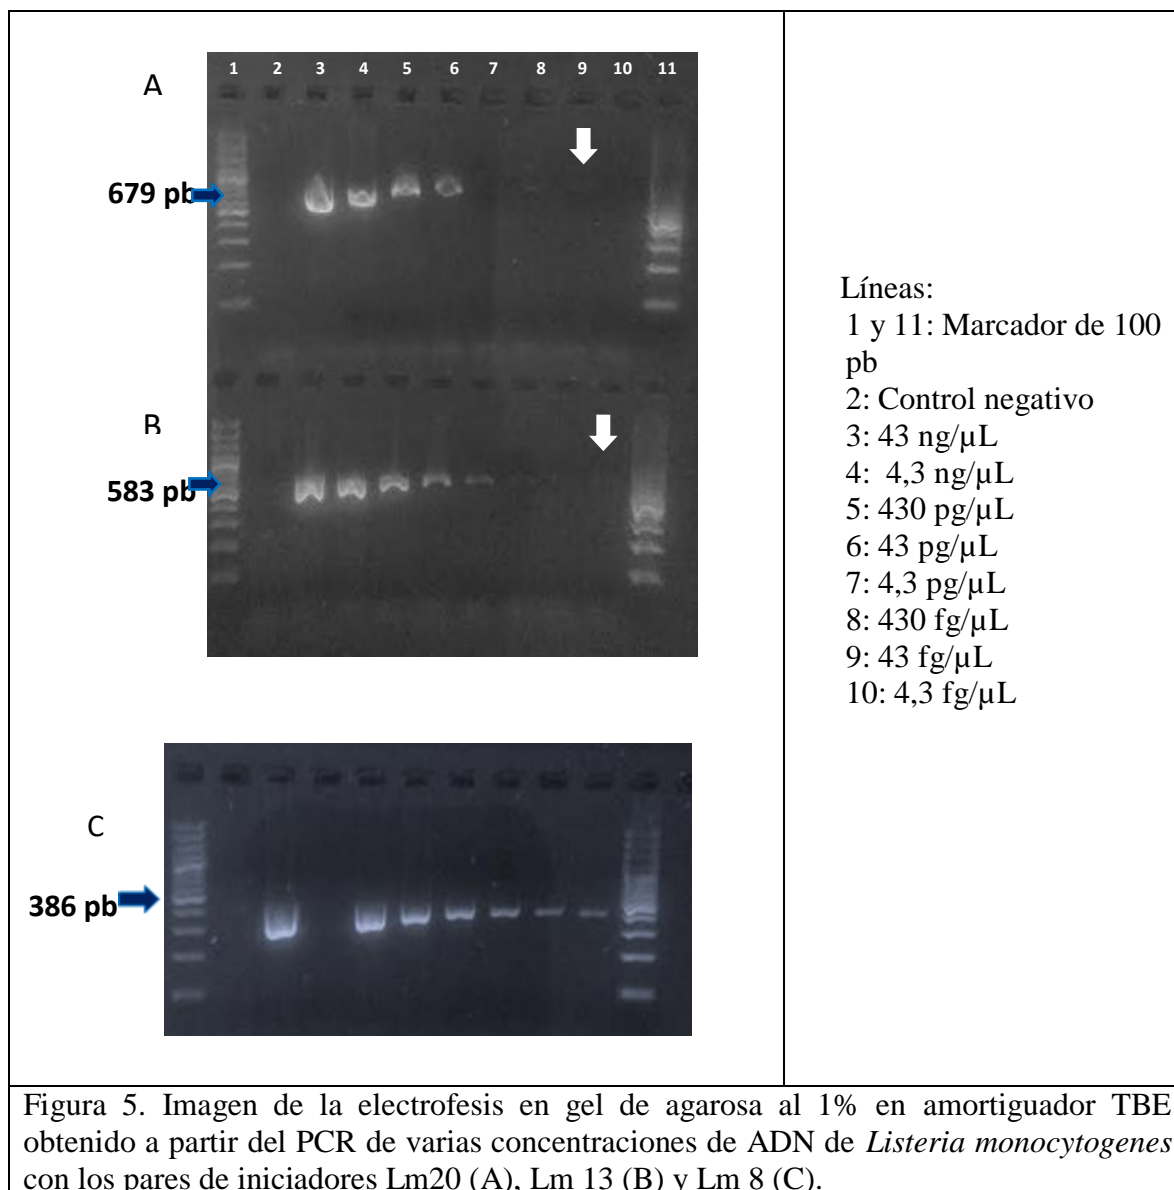 1 2 3 4 5 6 7 8 9 10 11
A
679 pb
B
583 pb
C
386 pb
Líneas:
1 y 11: Marcador de 100
pb
2: Control negativo
3: 43 ng/µL
4: 4,3 ng/µL
5: 430 pg/µL
6: 43 pg/µL
7: 4,3 pg/µL
8: 430 fg/µL
9: 43 fg/µL
10: 4,3 fg/µL
Figura 5. Imagen de la electrofesis en gel de agarosa al 1% en amortiguador TBE
obtenido a partir del PCR de varias concentraciones de ADN de Listeria monocytogenes
con los pares de iniciadores Lm20 (A), Lm 13 (B) y Lm 8 (C).